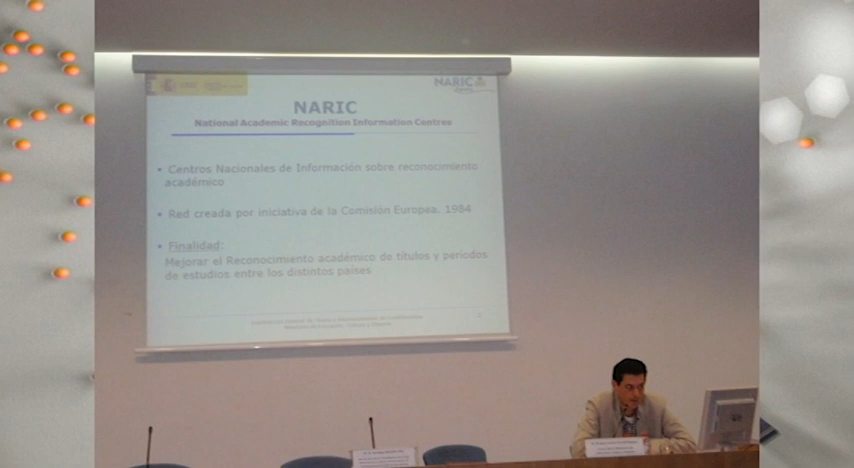 NARIC
NARIC
National Academic Recognition Information Centres
• Centros Nacionales de Información sobre reconocimiento
académico
• Red creada por iniciativa de la Comisión Europea. 1984
• Finalidad:
Mejorar el Reconocimiento académico de títulos y periodos
de estudios entre los distintos países